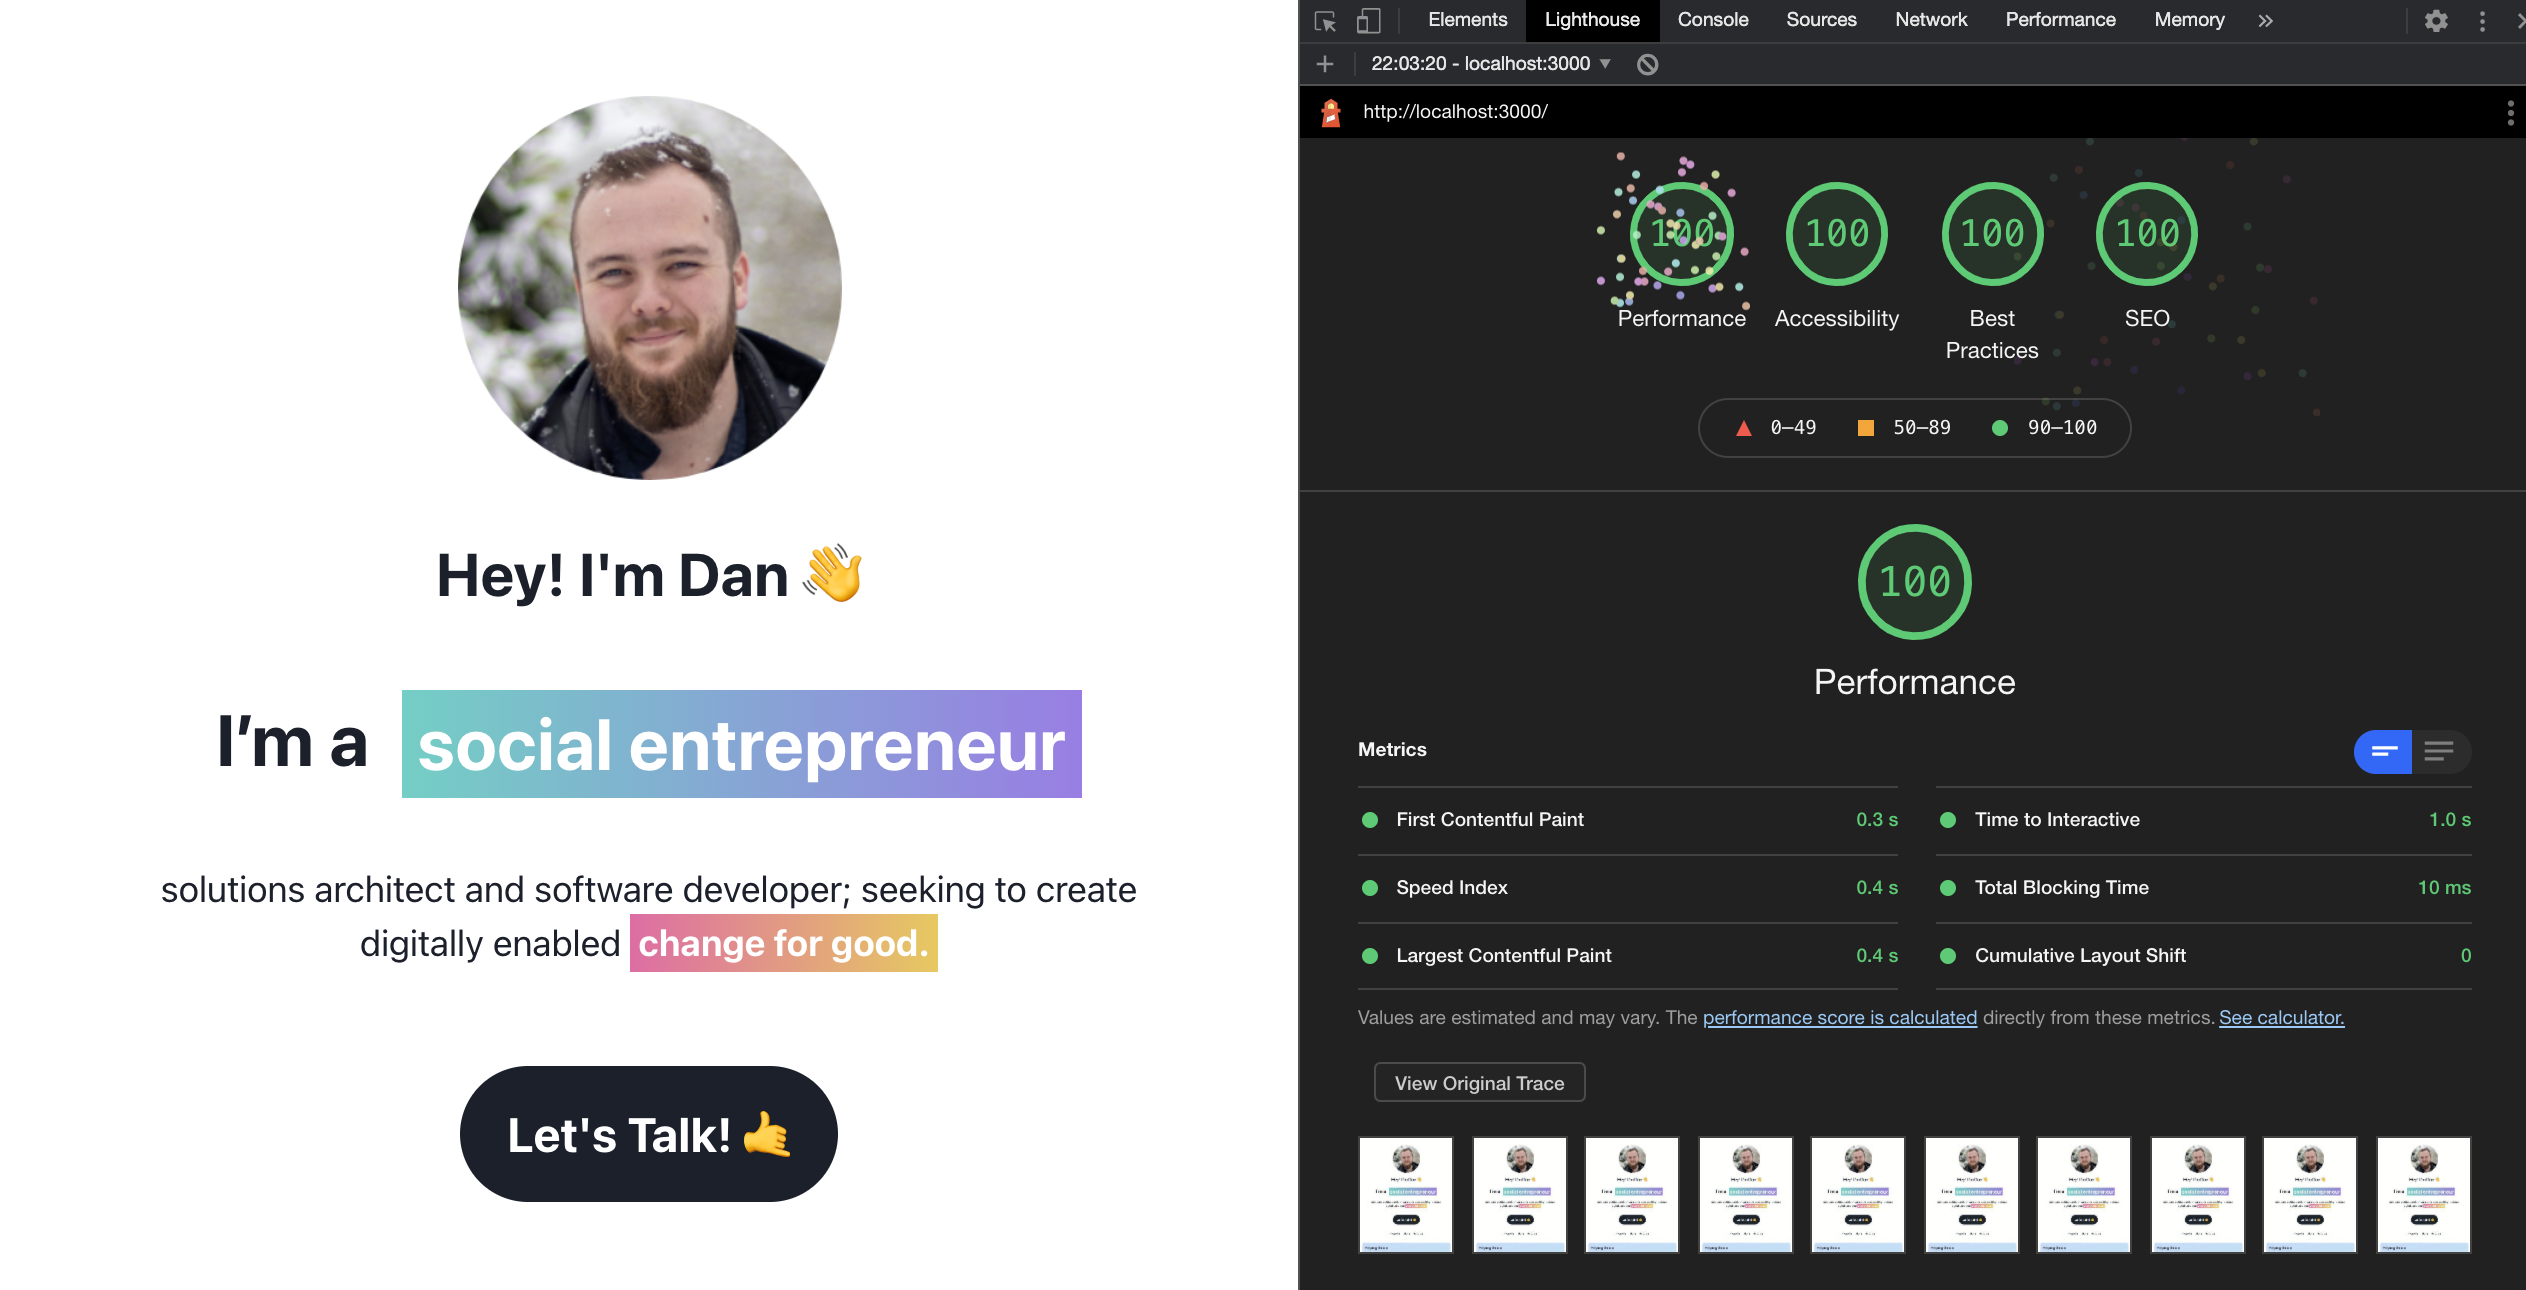 Hey! I'm Dan 👋
I’m a social entrepreneur
solutions architect and software developer; seeking to create
digitally enabled change for good.
Let's Talk! 🤙
Elements Lighthouse Console Sources Network Performance Memory
22:03:20 - localhost:3000
http://localhost:3000/
100 100 100 100
Performance Accessibility Best Practices SEO
0–49 50–89 90–100
100
Performance
Metrics
First Contentful Paint 0.3 s
Time to Interactive 1.0 s
Speed Index 0.4 s
Total Blocking Time 10 ms
Largest Contentful Paint 0.4 s
Cumulative Layout Shift 0
Values are estimated and may vary. The performance score is calculated directly from these metrics. See calculator.
View Original Trace